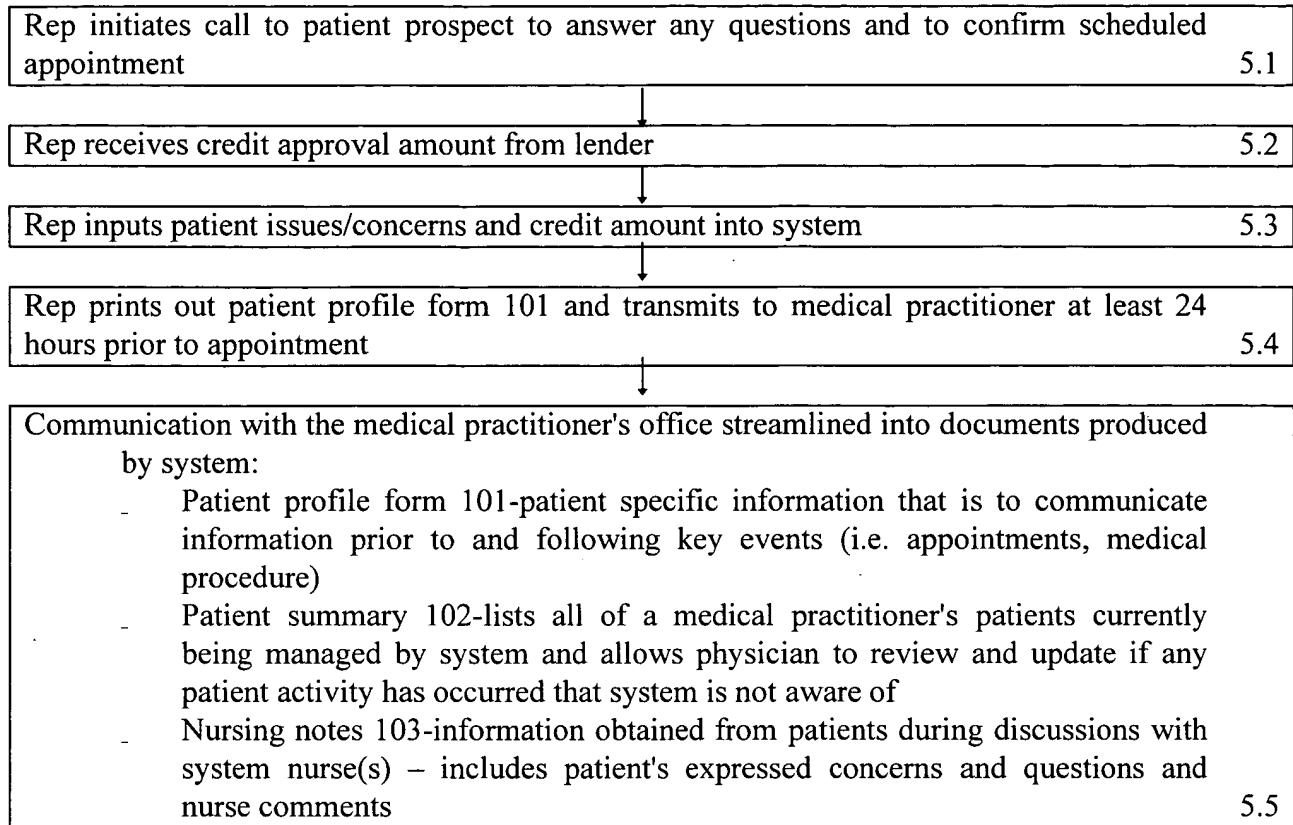 Rep initiates call to patient prospect to answer any questions and to confirm scheduled
appointment 5.1
Rep receives credit approval amount from lender 5.2
Rep inputs patient issues/concerns and credit amount into system 5.3
Rep prints out patient profile form 101 and transmits to medical practitioner at least 24
hours prior to appointment 5.4
Communication with the medical practitioner's office streamlined into documents produced
by system:
- Patient profile form 101-patient specific information that is to communicate
information prior to and following key events (i.e. appointments, medical
procedure)
- Patient summary 102-lists all of a medical practitioner's patients currently
being managed by system and allows physician to review and update if any
patient activity has occurred that system is not aware of
- Nursing notes 103-information obtained from patients during discussions with
system nurse(s) – includes patient's expressed concerns and questions and
nurse comments 5.5